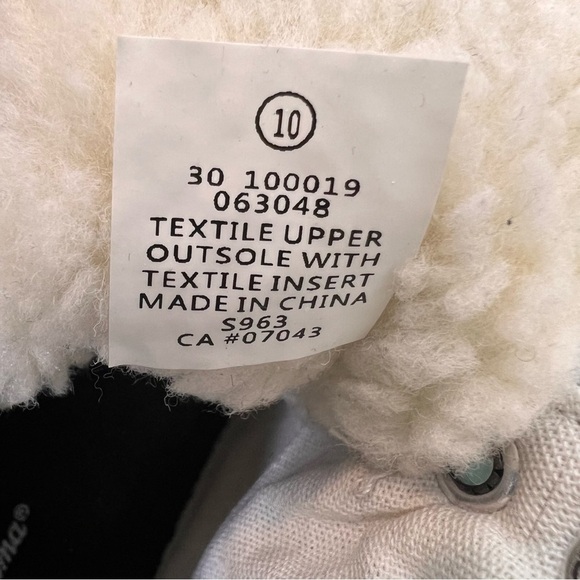 10
30 100019
063048
TEXTILE UPPER
OUTSOLE WITH
TEXTILE INSERT
MADE IN CHINA
S963
CA #07043